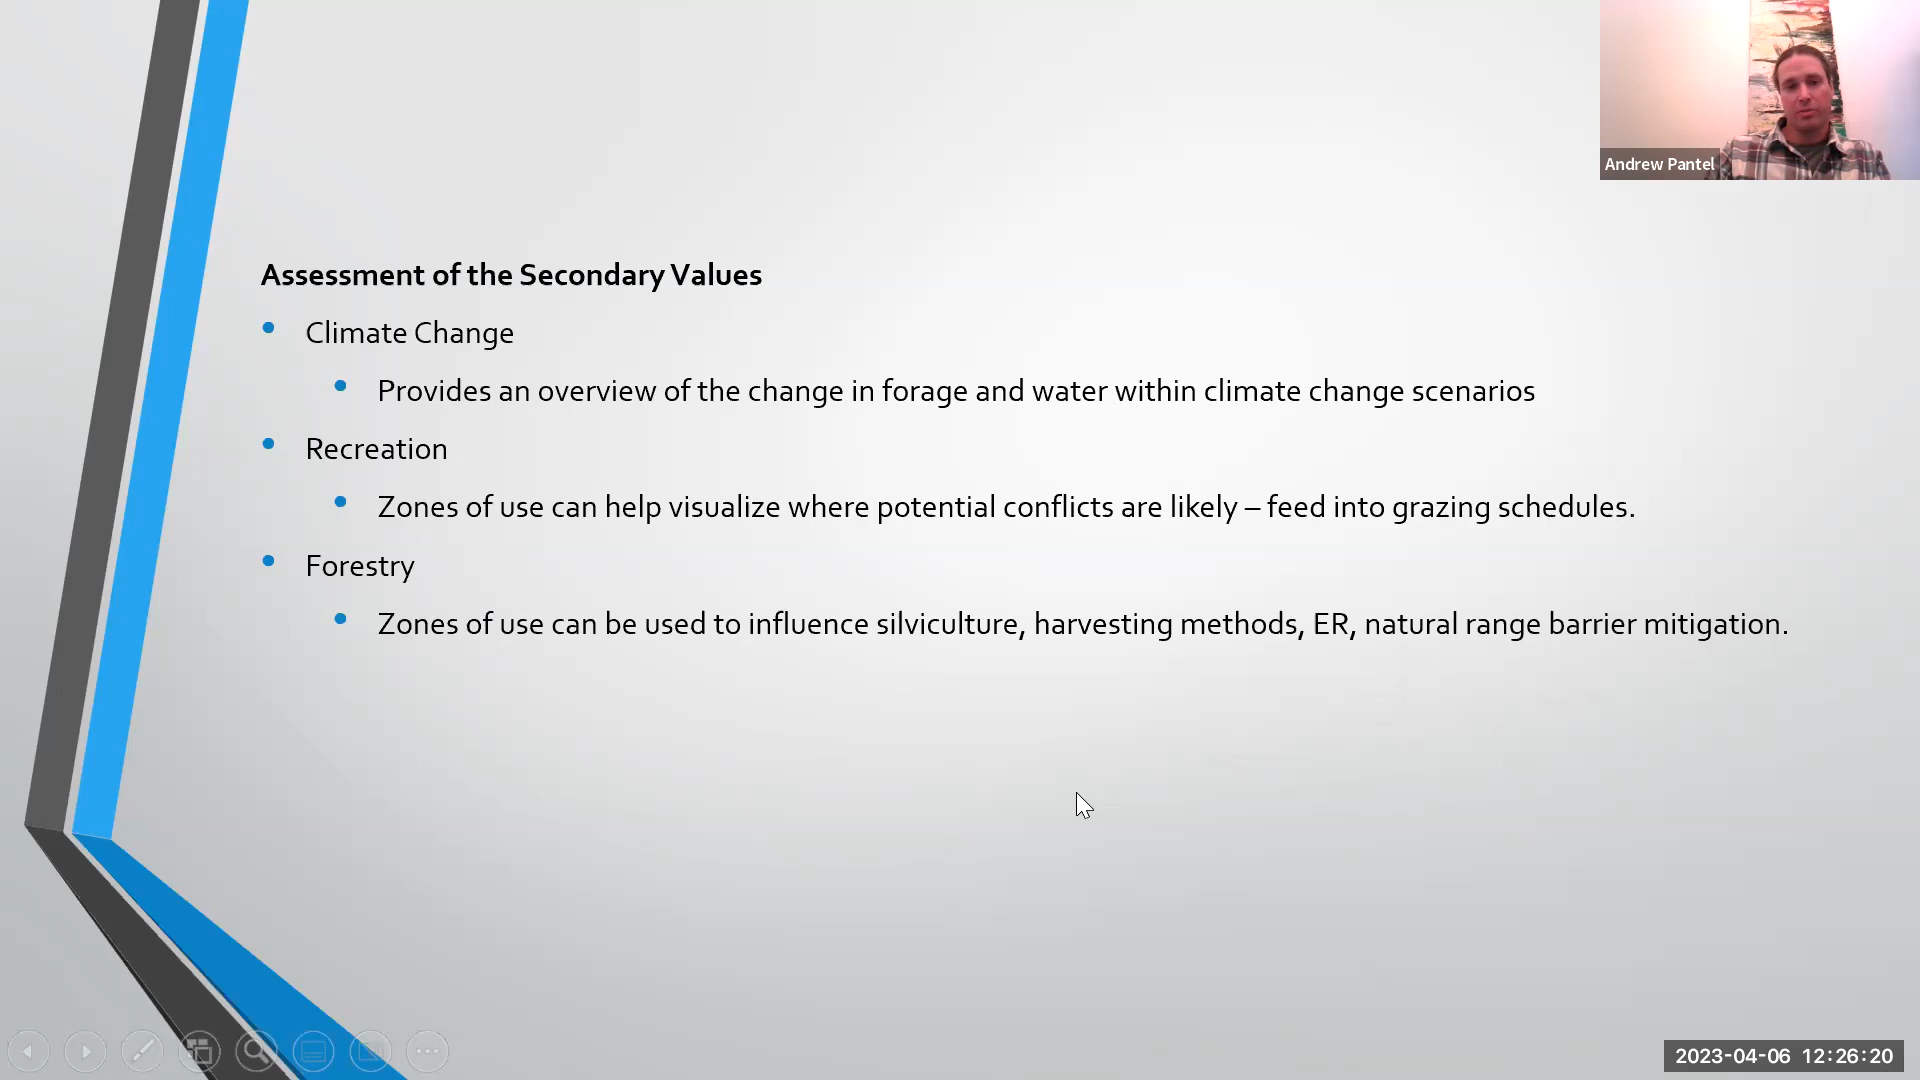 Andrew Pantel
Assessment of the Secondary Values
Climate Change
Provides an overview of the change in forage and water within climate change scenarios
Recreation
Zones of use can help visualize where potential conflicts are likely – feed into grazing schedules.
Forestry
Zones of use can be used to influence silviculture, harvesting methods, ER, natural range barrier mitigation.
2023-04-06 12:26:20